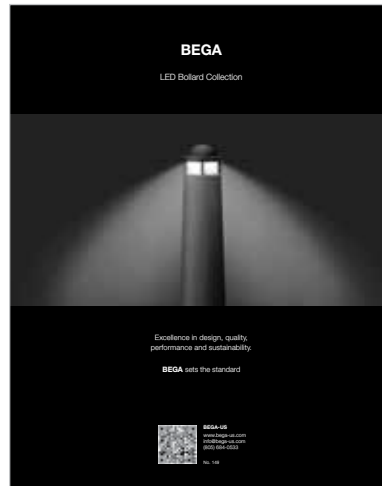 BEGA
LED Bollard Collection
Excellence in design, quality,
performance and sustainability.
BEGA sets the standard
BEGA-US
www.bega-us.com
info@bega-us.com
(805) 684-0533
No. 149